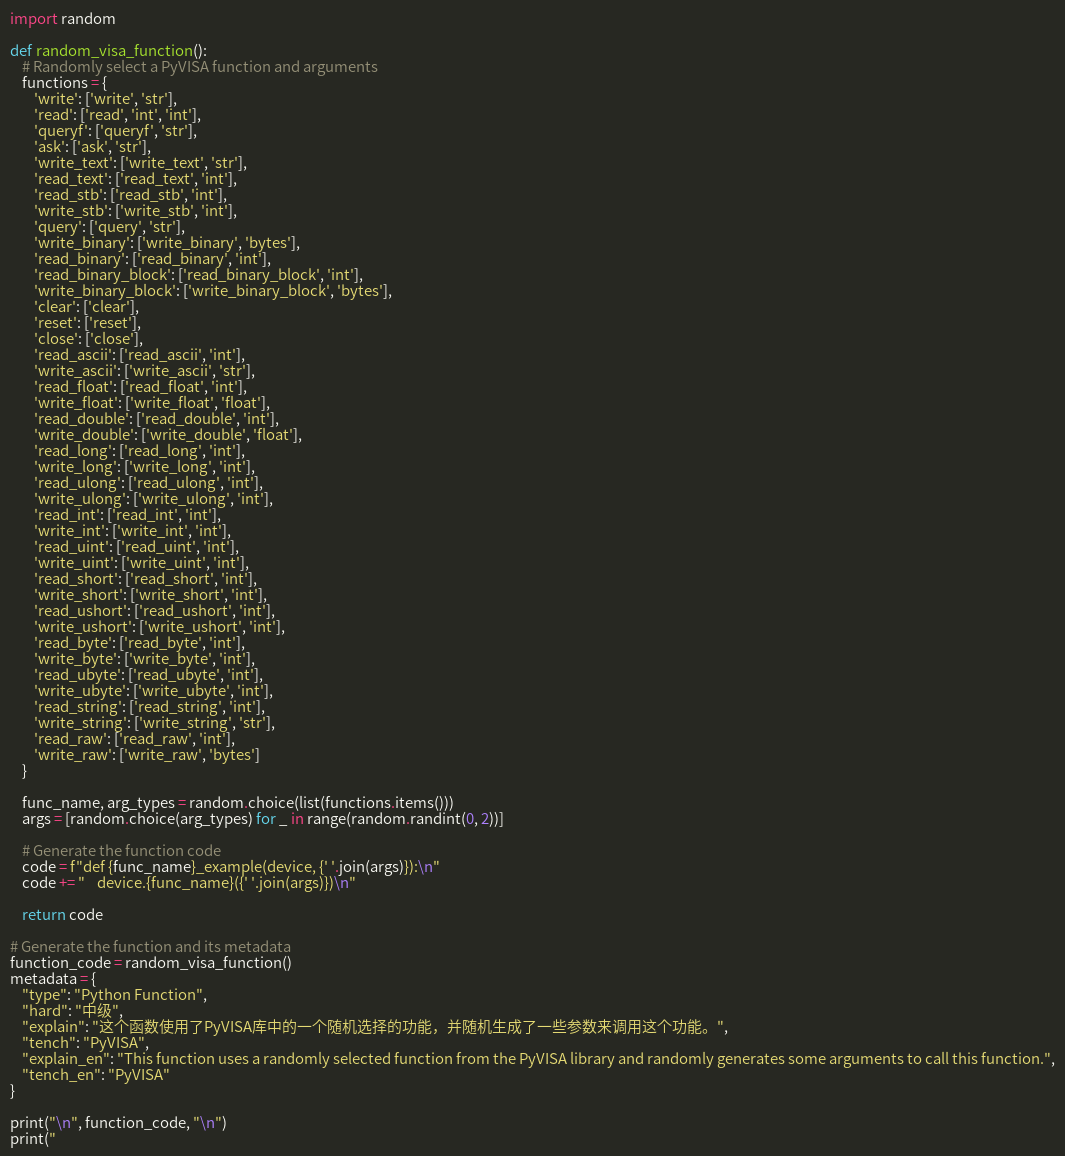 import random

def random_visa_function():
    # Randomly select a PyVISA function and arguments
    functions = {
        'write': ['write', 'str'],
        'read': ['read', 'int', 'int'],
        'queryf': ['queryf', 'str'],
        'ask': ['ask', 'str'],
        'write_text': ['write_text', 'str'],
        'read_text': ['read_text', 'int'],
        'read_stb': ['read_stb', 'int'],
        'write_stb': ['write_stb', 'int'],
        'query': ['query', 'str'],
        'write_binary': ['write_binary', 'bytes'],
        'read_binary': ['read_binary', 'int'],
        'read_binary_block': ['read_binary_block', 'int'],
        'write_binary_block': ['write_binary_block', 'bytes'],
        'clear': ['clear'],
        'reset': ['reset'],
        'close': ['close'],
        'read_ascii': ['read_ascii', 'int'],
        'write_ascii': ['write_ascii', 'str'],
        'read_float': ['read_float', 'int'],
        'write_float': ['write_float', 'float'],
        'read_double': ['read_double', 'int'],
        'write_double': ['write_double', 'float'],
        'read_long': ['read_long', 'int'],
        'write_long': ['write_long', 'int'],
        'read_ulong': ['read_ulong', 'int'],
        'write_ulong': ['write_ulong', 'int'],
        'read_int': ['read_int', 'int'],
        'write_int': ['write_int', 'int'],
        'read_uint': ['read_uint', 'int'],
        'write_uint': ['write_uint', 'int'],
        'read_short': ['read_short', 'int'],
        'write_short': ['write_short', 'int'],
        'read_ushort': ['read_ushort', 'int'],
        'write_ushort': ['write_ushort', 'int'],
        'read_byte': ['read_byte', 'int'],
        'write_byte': ['write_byte', 'int'],
        'read_ubyte': ['read_ubyte', 'int'],
        'write_ubyte': ['write_ubyte', 'int'],
        'read_string': ['read_string', 'int'],
        'write_string': ['write_string', 'str'],
        'read_raw': ['read_raw', 'int'],
        'write_raw': ['write_raw', 'bytes']
    }

    func_name, arg_types = random.choice(list(functions.items()))
    args = [random.choice(arg_types) for _ in range(random.randint(0, 2))]

    # Generate the function code
    code = f"def {func_name}_example(device, {' '.join(args)}):\n"
    code += "    device.{func_name}({' '.join(args)})\n"

    return code

# Generate the function and its metadata
function_code = random_visa_function()
metadata = {
    "type": "Python Function",
    "hard": "中级",
    "explain": "这个函数使用了PyVISA库中的一个随机选择的功能，并随机生成了一些参数来调用这个功能。",
    "tench": "PyVISA",
    "explain_en": "This function uses a randomly selected function from the PyVISA library and randomly generates some arguments to call this function.",
    "tench_en": "PyVISA"
}

print("\n", function_code, "\n")
print("